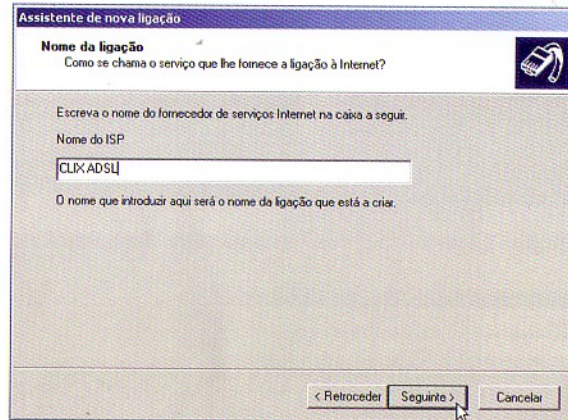 Assistente de nova ligação
Nome da ligação
Como se chama o serviço que lhe fornece a ligação à Internet?
Escreva o nome do fornecedor de serviços Internet na caixa a seguir.
Nome do ISP
CLIX ADSL
O nome que introduzir aqui será o nome da ligação que está a criar.
< Retroceder Seguinte > Cancelar